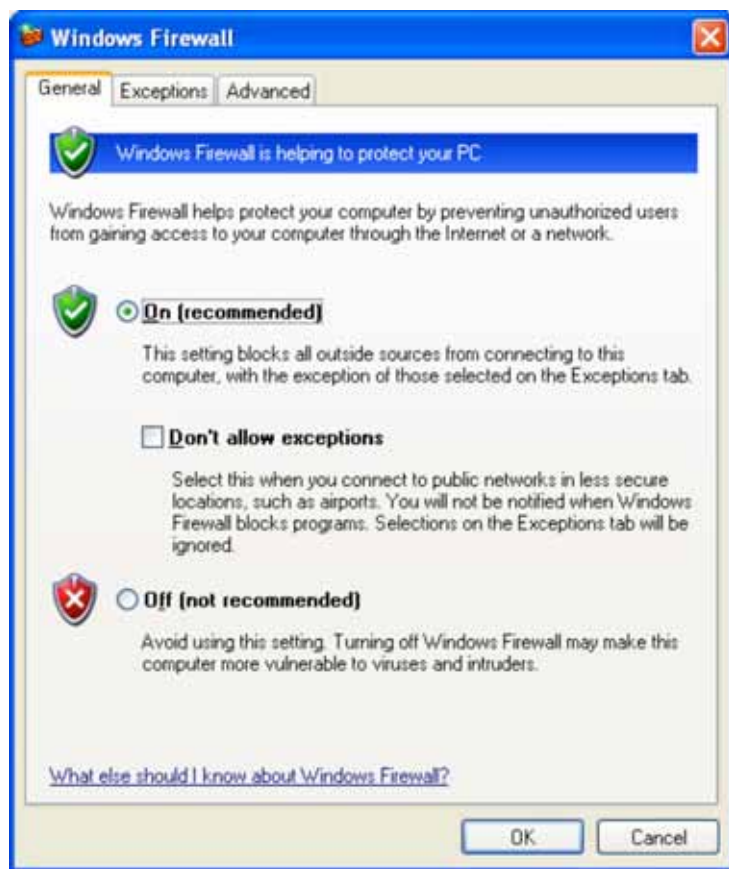 Windows Firewall
General Exceptions Advanced
Windows Firewall is helping to protect your PC
Windows Firewall helps protect your computer by preventing unauthorized users
from gaining access to your computer through the Internet or a network.
On (recommended)
This setting blocks all outside sources from connecting to this
computer, with the exception of those selected on the Exceptions tab.
Don't allow exceptions
Select this when you connect to public networks in less secure
locations, such as airports. You will not be notified when Windows
Firewall blocks programs. Selections on the Exceptions tab will be
ignored.
Off (not recommended)
Avoid using this setting. Turning off Windows Firewall may make this
computer more vulnerable to viruses and intruders.
What else should I know about Windows Firewall?
OK Cancel